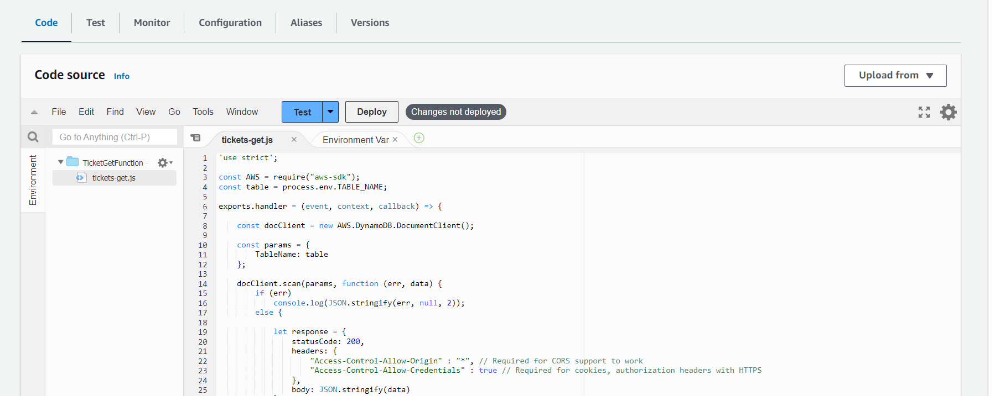 Code Test Monitor Configuration Aliases Versions
Code source Info
Upload from
File Edit Find View Go Tools Window Test Deploy Changes not deployed
Go to Anything (Ctrl-P)
tickets-get.js × Environment Var ×
Environment
TicketGetFunction -
tickets-get.js
1 'use strict';
2
3 const AWS = require("aws-sdk");
4 const table = process.env.TABLE_NAME;
5
6 exports.handler = (event, context, callback) => {
7
8 const docClient = new AWS.DynamoDB.DocumentClient();
9
10 const params = {
11 TableName: table
12 };
13
14 docClient.scan(params, function (err, data) {
15 if (err)
16 console.log(JSON.stringify(err, null, 2));
17 else {
18
19 let response = {
20 statusCode: 200,
21 headers: {
22 "Access-Control-Allow-Origin" : "*", // Required for CORS support to work
23 "Access-Control-Allow-Credentials" : true // Required for cookies, authorization headers with HTTPS
24 },
25 body: JSON.stringify(data)